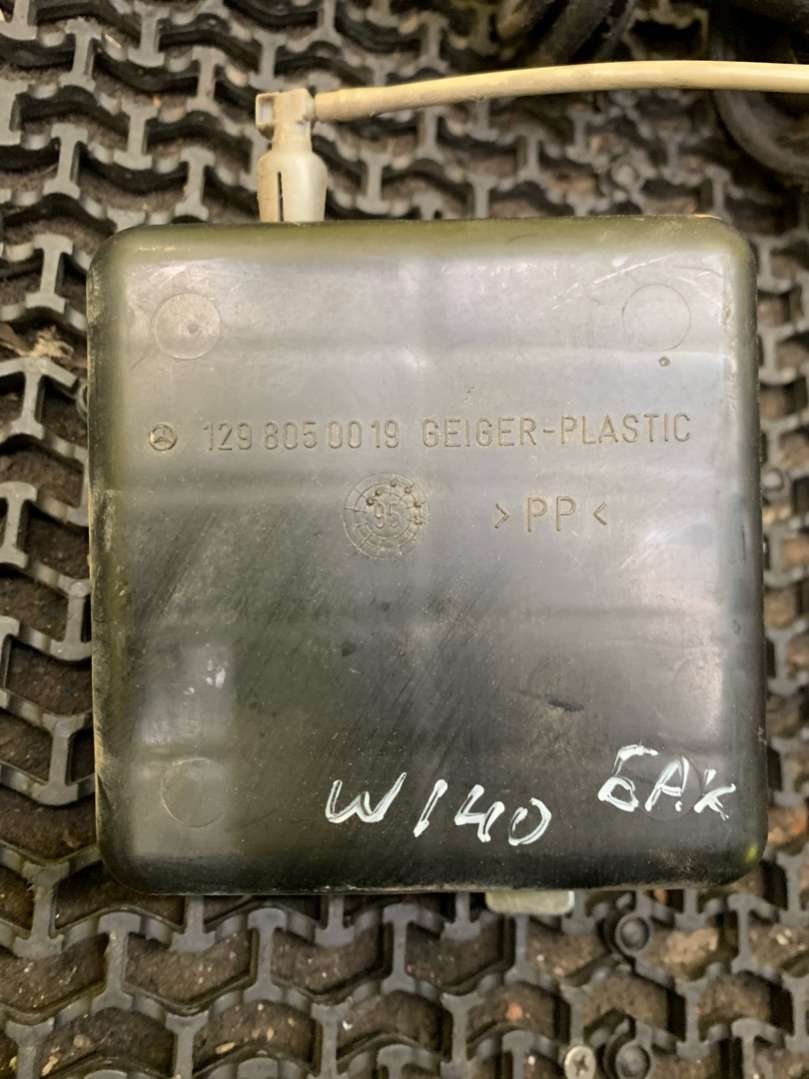 129 805 00 19 GEIGER-PLASTIC
95
>PP<
W140 БАК